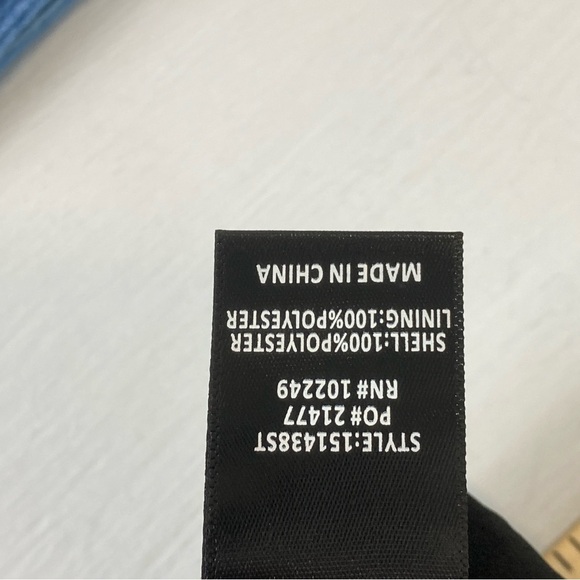 STYLE:151438ST
PO# 21477
RN# 102249
SHELL:100%POLYESTER
LINING:100%POLYESTER
MADE IN CHINA